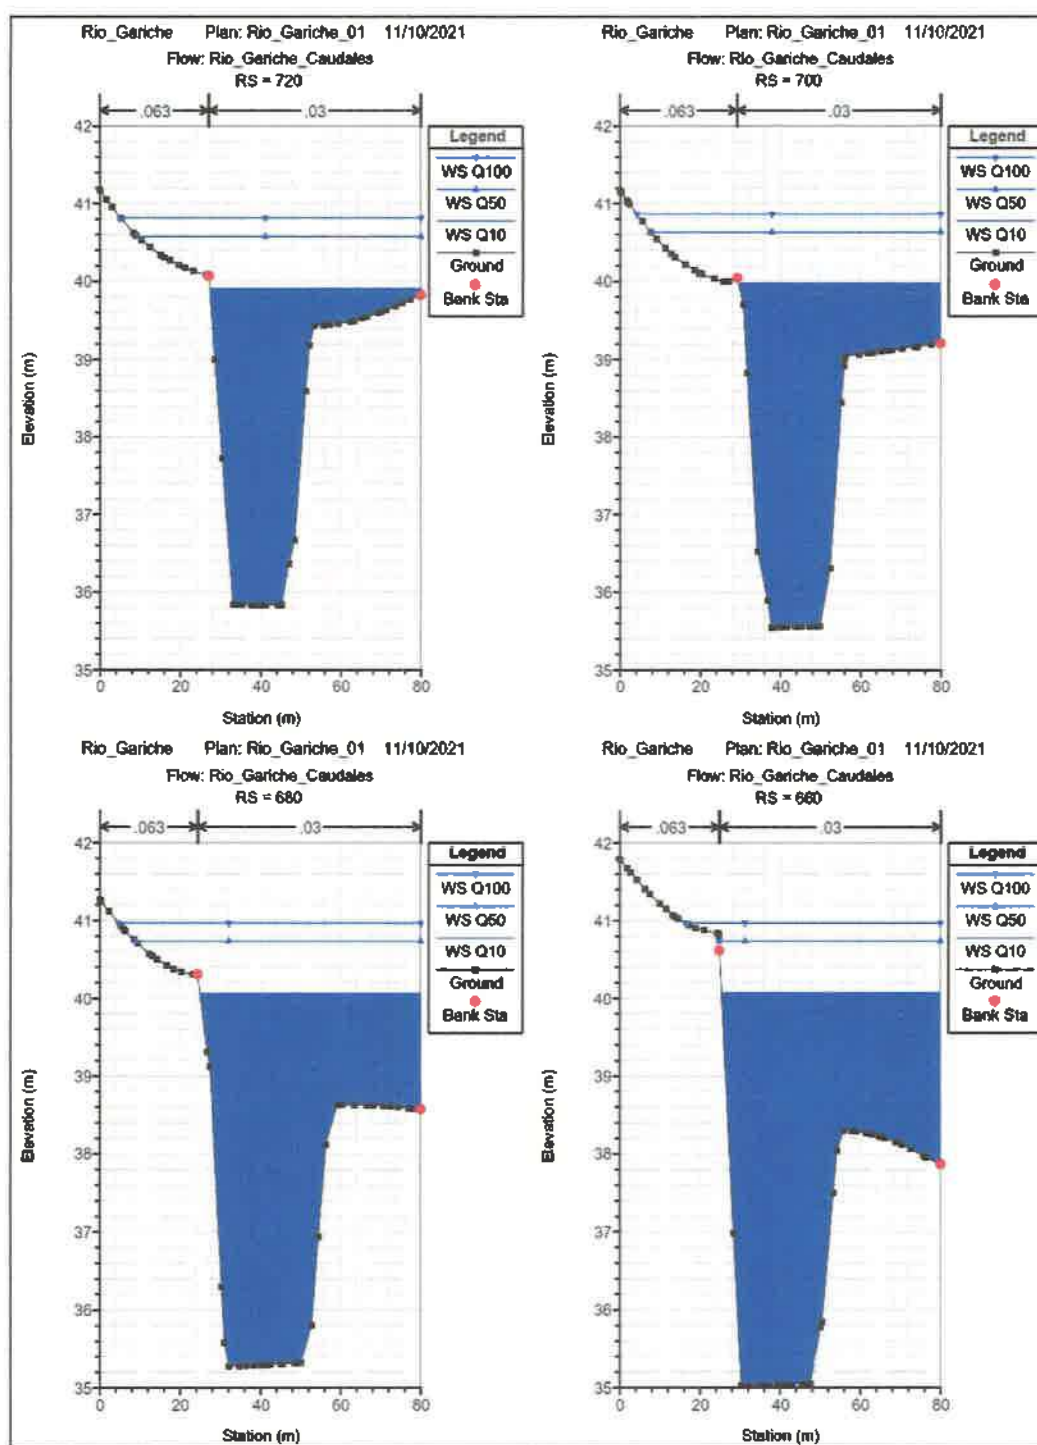 Rio_Gariche Plan: Rio_Gariche_01 11/10/2021
Flow: Rio_Gariche_Caudales
RS = 720
.063 .03
42
41
40
39
38
37
36
35
Elevation (m)
0 20 40 60 80
Station (m)
Legend
WS Q100
WS Q50
WS Q10
Ground
Bank Sta
Rio_Gariche Plan: Rio_Gariche_01 11/10/2021
Flow: Rio_Gariche_Caudales
RS = 700
.063 .03
42
41
40
39
38
37
36
35
Elevation (m)
0 20 40 60 80
Station (m)
Legend
WS Q100
WS Q50
WS Q10
Ground
Bank Sta
Rio_Gariche Plan: Rio_Gariche_01 11/10/2021
Flow: Rio_Gariche_Caudales
RS = 680
.063 .03
42
41
40
39
38
37
36
35
Elevation (m)
0 20 40 60 80
Station (m)
Legend
WS Q100
WS Q50
WS Q10
Ground
Bank Sta
Rio_Gariche Plan: Rio_Gariche_01 11/10/2021
Flow: Rio_Gariche_Caudales
RS = 660
.063 .03
42
41
40
39
38
37
36
35
Elevation (m)
0 20 40 60 80
Station (m)
Legend
WS Q100
WS Q50
WS Q10
Ground
Bank Sta